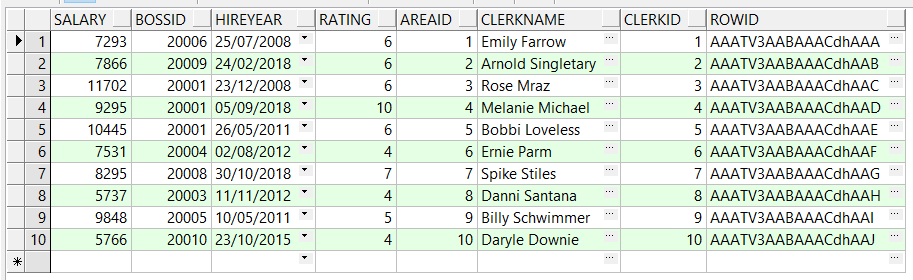 SALARY BOSSID HIREYEAR RATING AREAID CLERKNAME CLERKID ROWID
1 7293 20006 25/07/2008 6 1 Emily Farrow ... 1 AAATV3AABAAACdhAAA
2 7866 20009 24/02/2018 6 2 Arnold Singletary ... 2 AAATV3AABAAACdhAAB
3 11702 20001 23/12/2008 6 3 Rose Mraz ... 3 AAATV3AABAAACdhAAC
4 9295 20001 05/09/2018 10 4 Melanie Michael ... 4 AAATV3AABAAACdhAAD
5 10445 20001 26/05/2011 6 5 Bobbi Loveless ... 5 AAATV3AABAAACdhAAE
6 7531 20004 02/08/2012 4 6 Ernie Parm ... 6 AAATV3AABAAACdhAAF
7 8295 20008 30/10/2018 7 7 Spike Stiles ... 7 AAATV3AABAAACdhAAG
8 5737 20003 11/11/2012 4 8 Danni Santana ... 8 AAATV3AABAAACdhAAH
9 9848 20005 10/05/2011 5 9 Billy Schwimmer ... 9 AAATV3AABAAACdhAAI
10 5766 20010 23/10/2015 4 10 Daryle Downie ... 10 AAATV3AABAAACdhAAJ